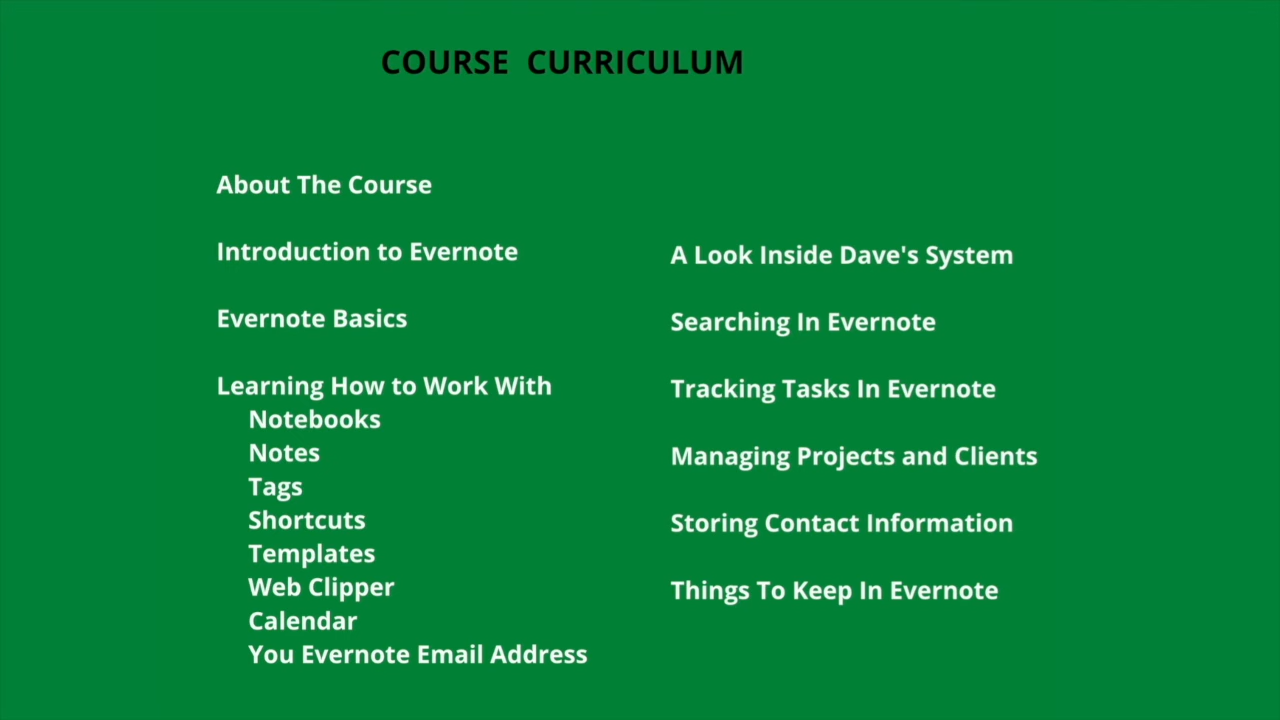 COURSE CURRICULUM
About The Course
Introduction to Evernote
Evernote Basics
Learning How to Work With
Notebooks
Notes
Tags
Shortcuts
Templates
Web Clipper
Calendar
You Evernote Email Address
A Look Inside Dave's System
Searching In Evernote
Tracking Tasks In Evernote
Managing Projects and Clients
Storing Contact Information
Things To Keep In Evernote